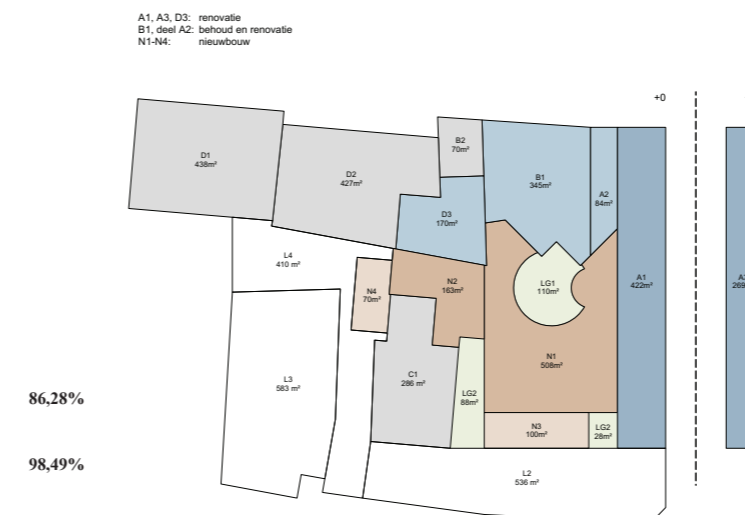 A1, A3, D3: renovatie
B1, deel A2: behoud en renovatie
N1-N4: nieuwbouw
+0
D1
438m²
D2
427m²
B2
70m²
B1
345m²
A2
84m²
D3
170m²
L4
410 m²
N4
70m²
N2
163m²
LG1
110m²
A1
422m²
269
C1
286 m²
N1
508m²
L3
583 m²
LG2
88m²
N3
100m²
LG2
28m²
L2
536 m²
86,28%
98,49%